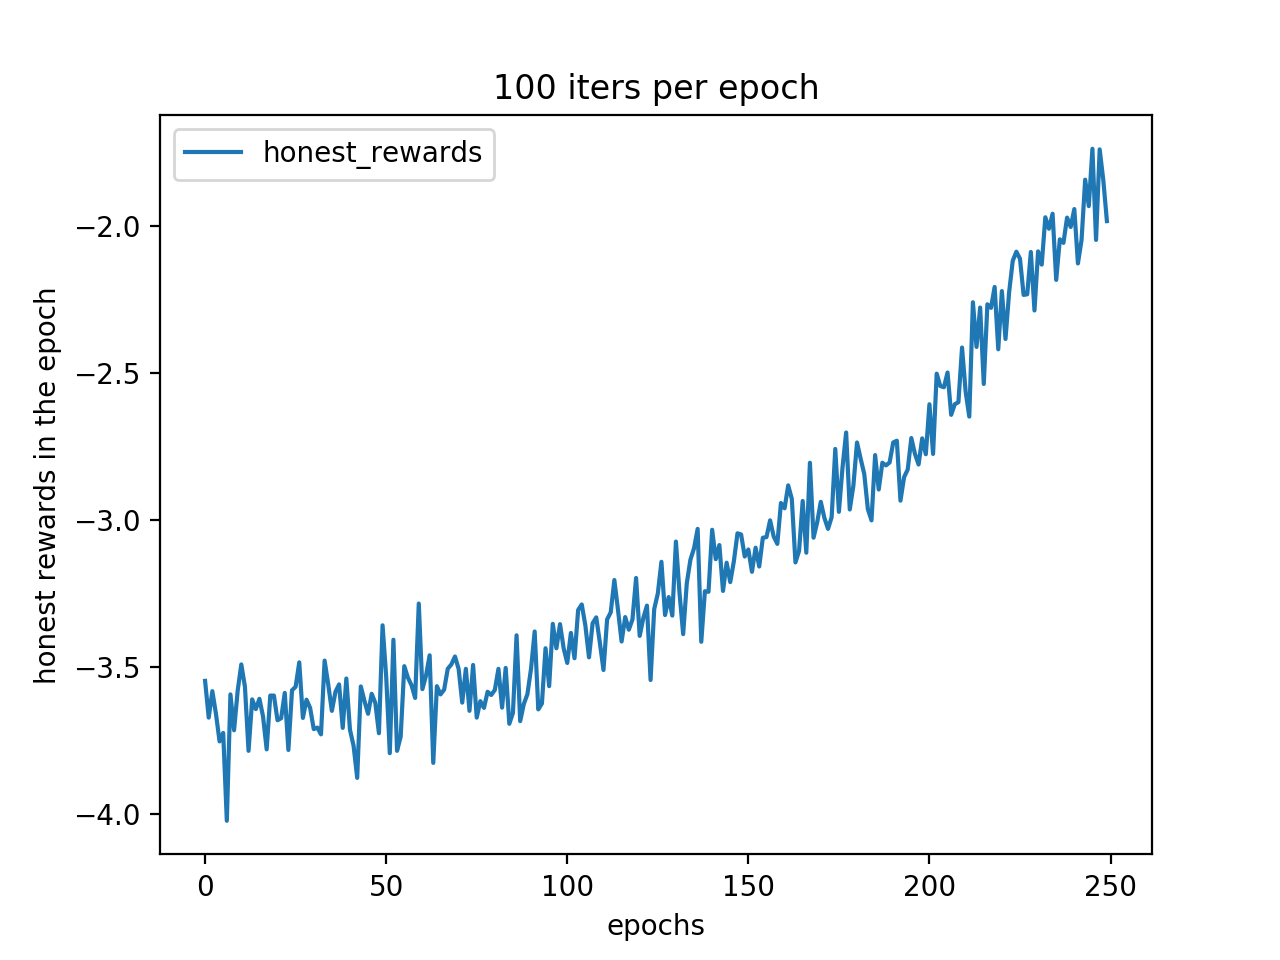 100 iters per epoch
honest_rewards
honest rewards in the epoch
−2.0
−2.5
−3.0
−3.5
−4.0
0 50 100 150 200 250
epochs